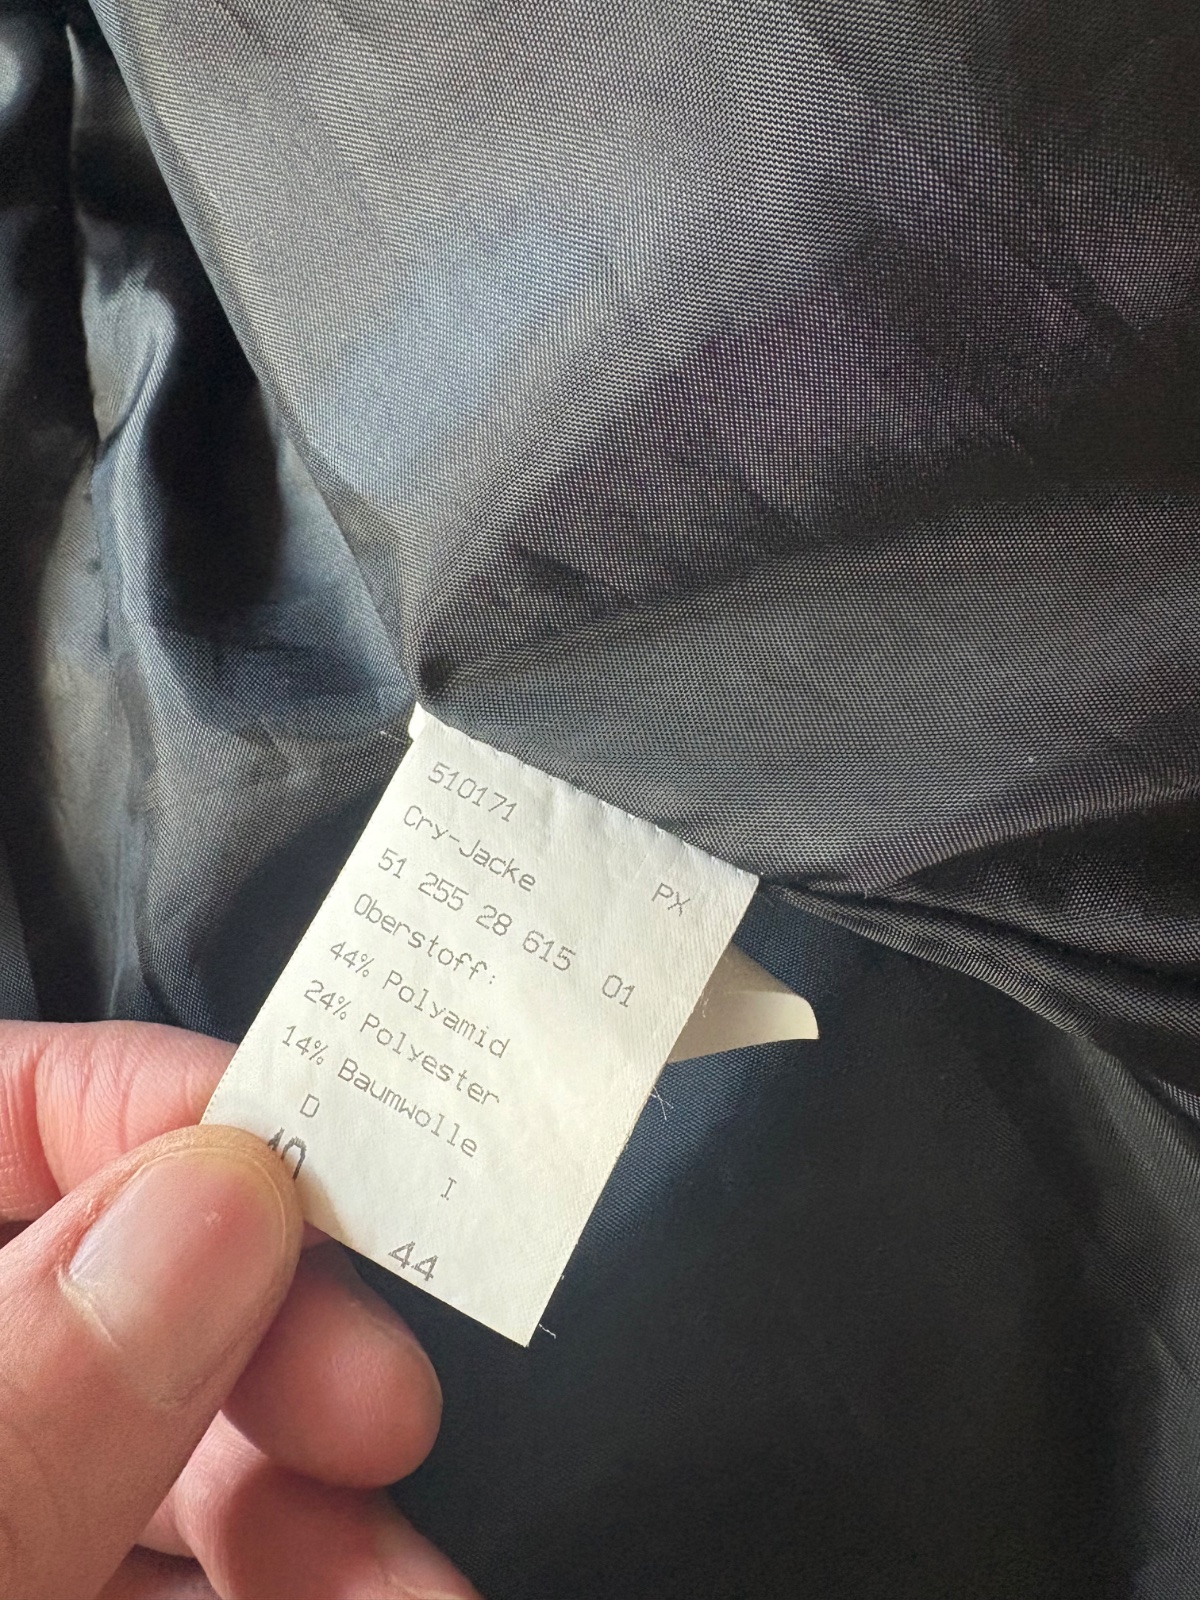 510171
Cry-Jacke PX
51 255 28 615 01
Oberstoff:
44% Polyamid
24% Polyester
14% Baumwolle
D I
40 44